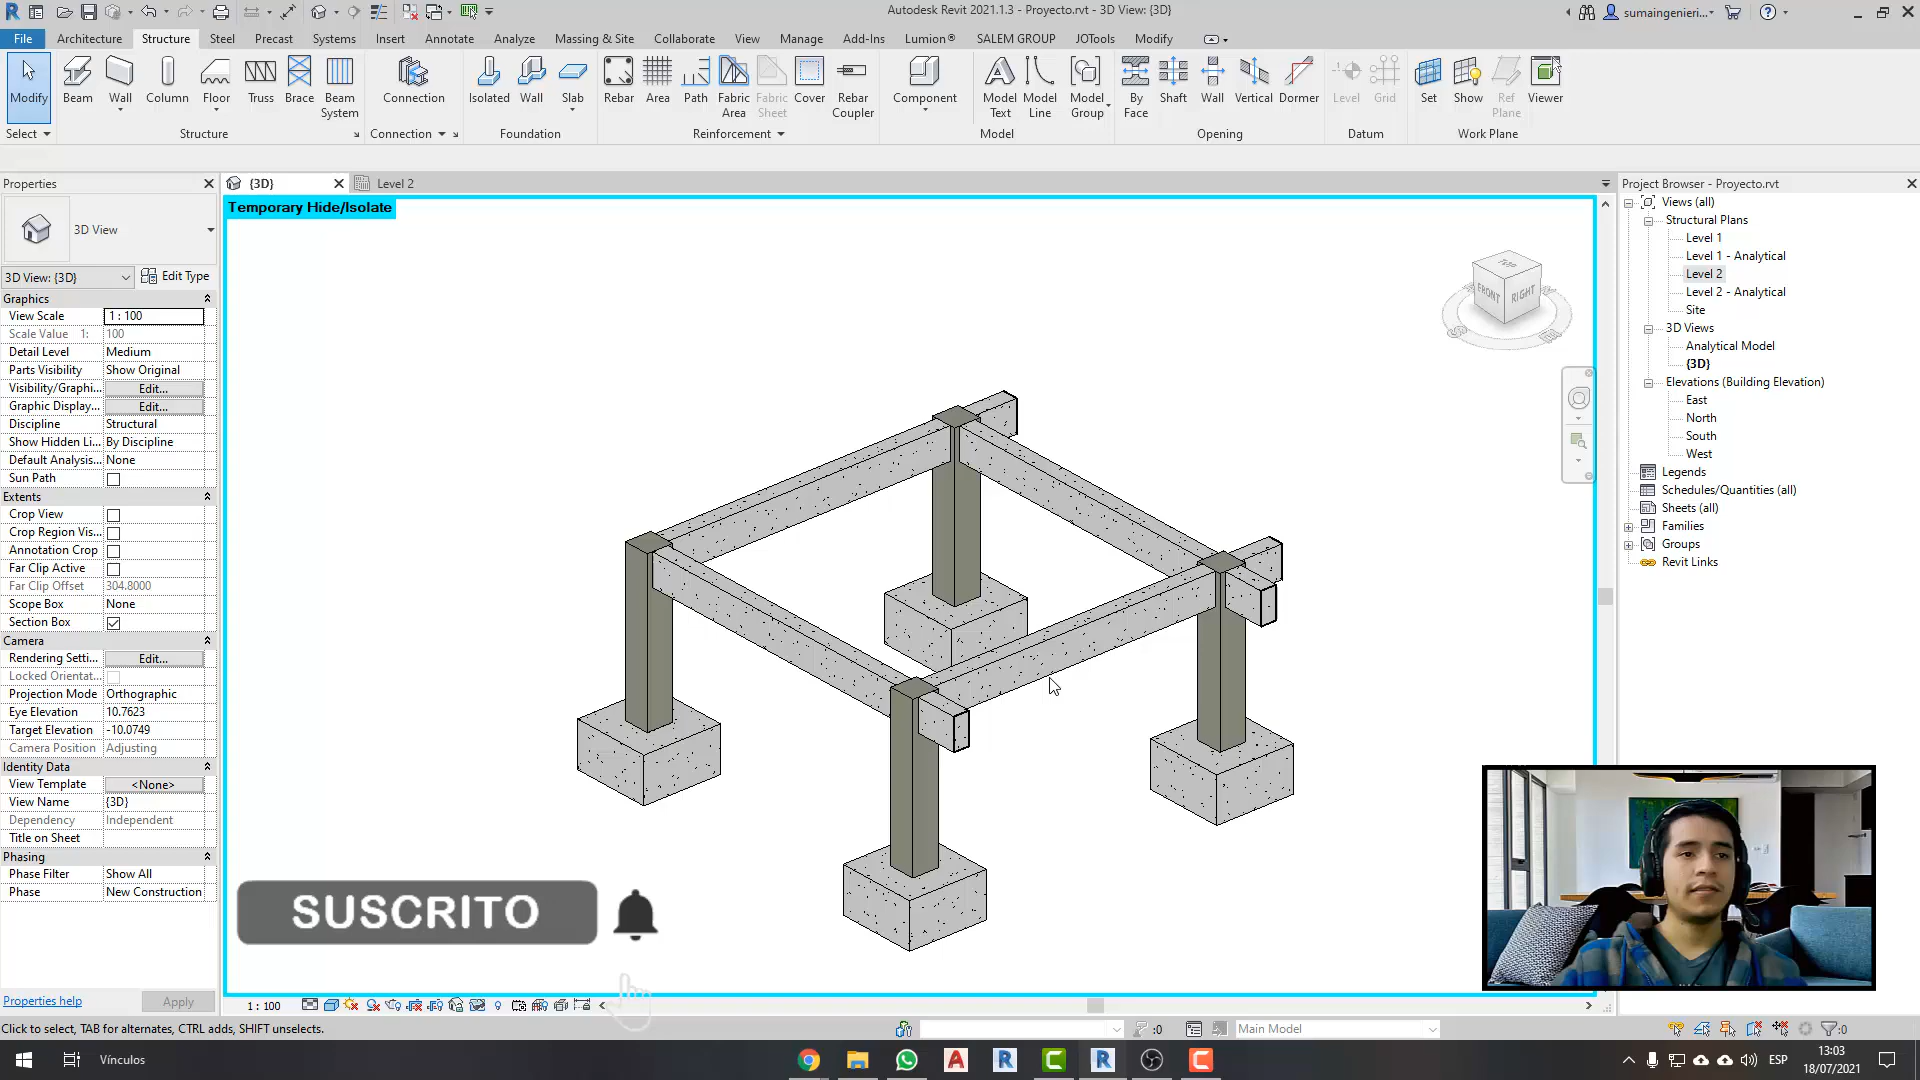 Autodesk Revit 2021.1.3 - Proyecto.rvt - 3D View: {3D}
sumaingenieri...
File Architecture Structure Steel Precast Systems Insert Annotate Analyze Massing & Site Collaborate View Manage Add-Ins Lumion® SALEM GROUP JOTools Modify
Modify Beam Wall Column Floor Truss Brace Beam System Connection Isolated Wall Slab Rebar Area Path Fabric Area Fabric Sheet Cover Rebar Coupler Component Model Text Model Line Model Group By Face Shaft Wall Vertical Dormer Level Grid Set Show Ref Plane Viewer
Select Structure Connection Foundation Reinforcement Model Opening Datum Work Plane
Properties
{3D}
Level 2
Project Browser - Proyecto.rvt
Temporary Hide/Isolate
3D View
3D View: {3D}
Edit Type
Graphics
View Scale 1 : 100
Scale Value 1: 100
Detail Level Medium
Parts Visibility Show Original
Visibility/Graphi... Edit...
Graphic Display... Edit...
Discipline Structural
Show Hidden Li... By Discipline
Default Analysis... None
Sun Path
Extents
Crop View
Crop Region Vis...
Annotation Crop
Far Clip Active
Far Clip Offset 304.8000
Scope Box None
Section Box
Camera
Rendering Setti... Edit...
Locked Orientat...
Projection Mode Orthographic
Eye Elevation 10.7623
Target Elevation -10.0749
Camera Position Adjusting
Identity Data
View Template <None>
View Name {3D}
Dependency Independent
Title on Sheet
Phasing
Phase Filter Show All
Phase New Construction
Properties help
Apply
TOP
FRONT
RIGHT
Views (all)
Structural Plans
Level 1
Level 1 - Analytical
Level 2
Level 2 - Analytical
Site
3D Views
Analytical Model
{3D}
Elevations (Building Elevation)
East
North
South
West
Legends
Schedules/Quantities (all)
Sheets (all)
Families
Groups
Revit Links
SUSCRITO
1 : 100
Click to select, TAB for alternates, CTRL adds, SHIFT unselects.
:0
Main Model
:0
Vínculos
ESP
13:03
18/07/2021